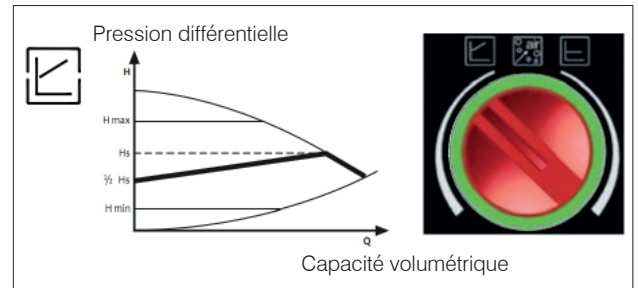 Pression différentielle
H
H max
Hs
½ Hs
H min
Q
Capacité volumétrique
air